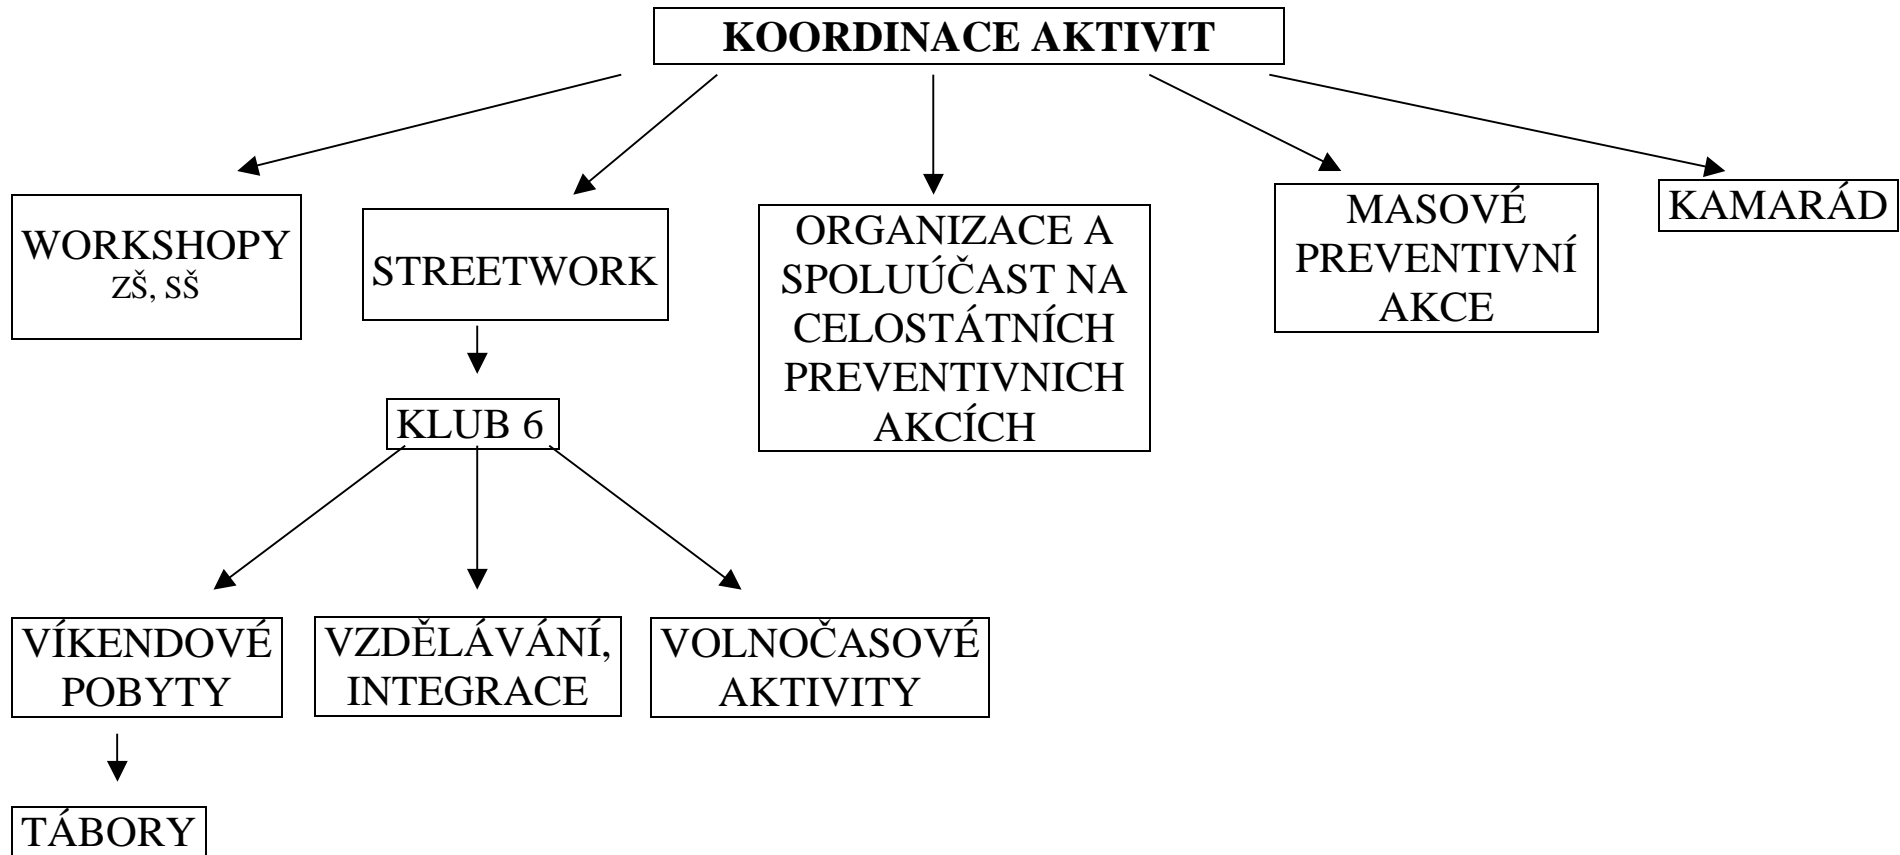 KOORDINACE AKTIVIT
WORKSHOPY
ZŠ, SŠ
STREETWORK
ORGANIZACE A
SPOLUÚČAST NA
CELOSTÁTNÍCH
PREVENTIVNICH
AKCÍCH
MASOVÉ
PREVENTIVNÍ
AKCE
KAMARÁD
KLUB 6
VÍKENDOVÉ
POBYTY
VZDĚLÁVÁNÍ,
INTEGRACE
VOLNOČASOVÉ
AKTIVITY
TÁBORY